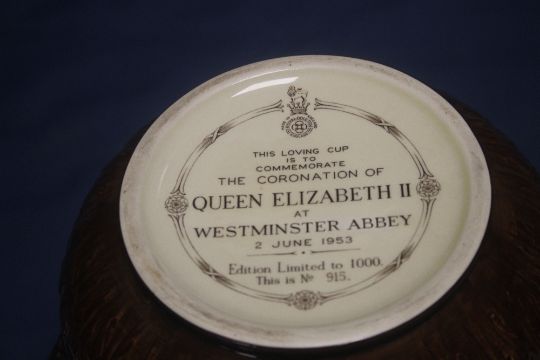 THIS LOVING CUP
IS TO
COMMEMORATE
THE CORONATION OF
QUEEN ELIZABETH II
AT
WESTMINSTER ABBEY
2 JUNE 1953
Edition Limited to 1000.
This is Nº 915.